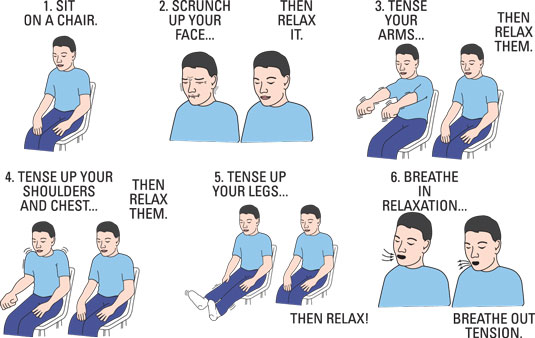 1. SIT
ON A CHAIR.
2. SCRUNCH
UP YOUR
FACE...
THEN
RELAX
IT.
3. TENSE
YOUR
ARMS...
THEN
RELAX
THEM.
4. TENSE UP YOUR
SHOULDERS
AND CHEST...
THEN
RELAX
THEM.
5. TENSE UP
YOUR LEGS...
THEN RELAX!
6. BREATHE
IN
RELAXATION...
BREATHE OUT
TENSION.